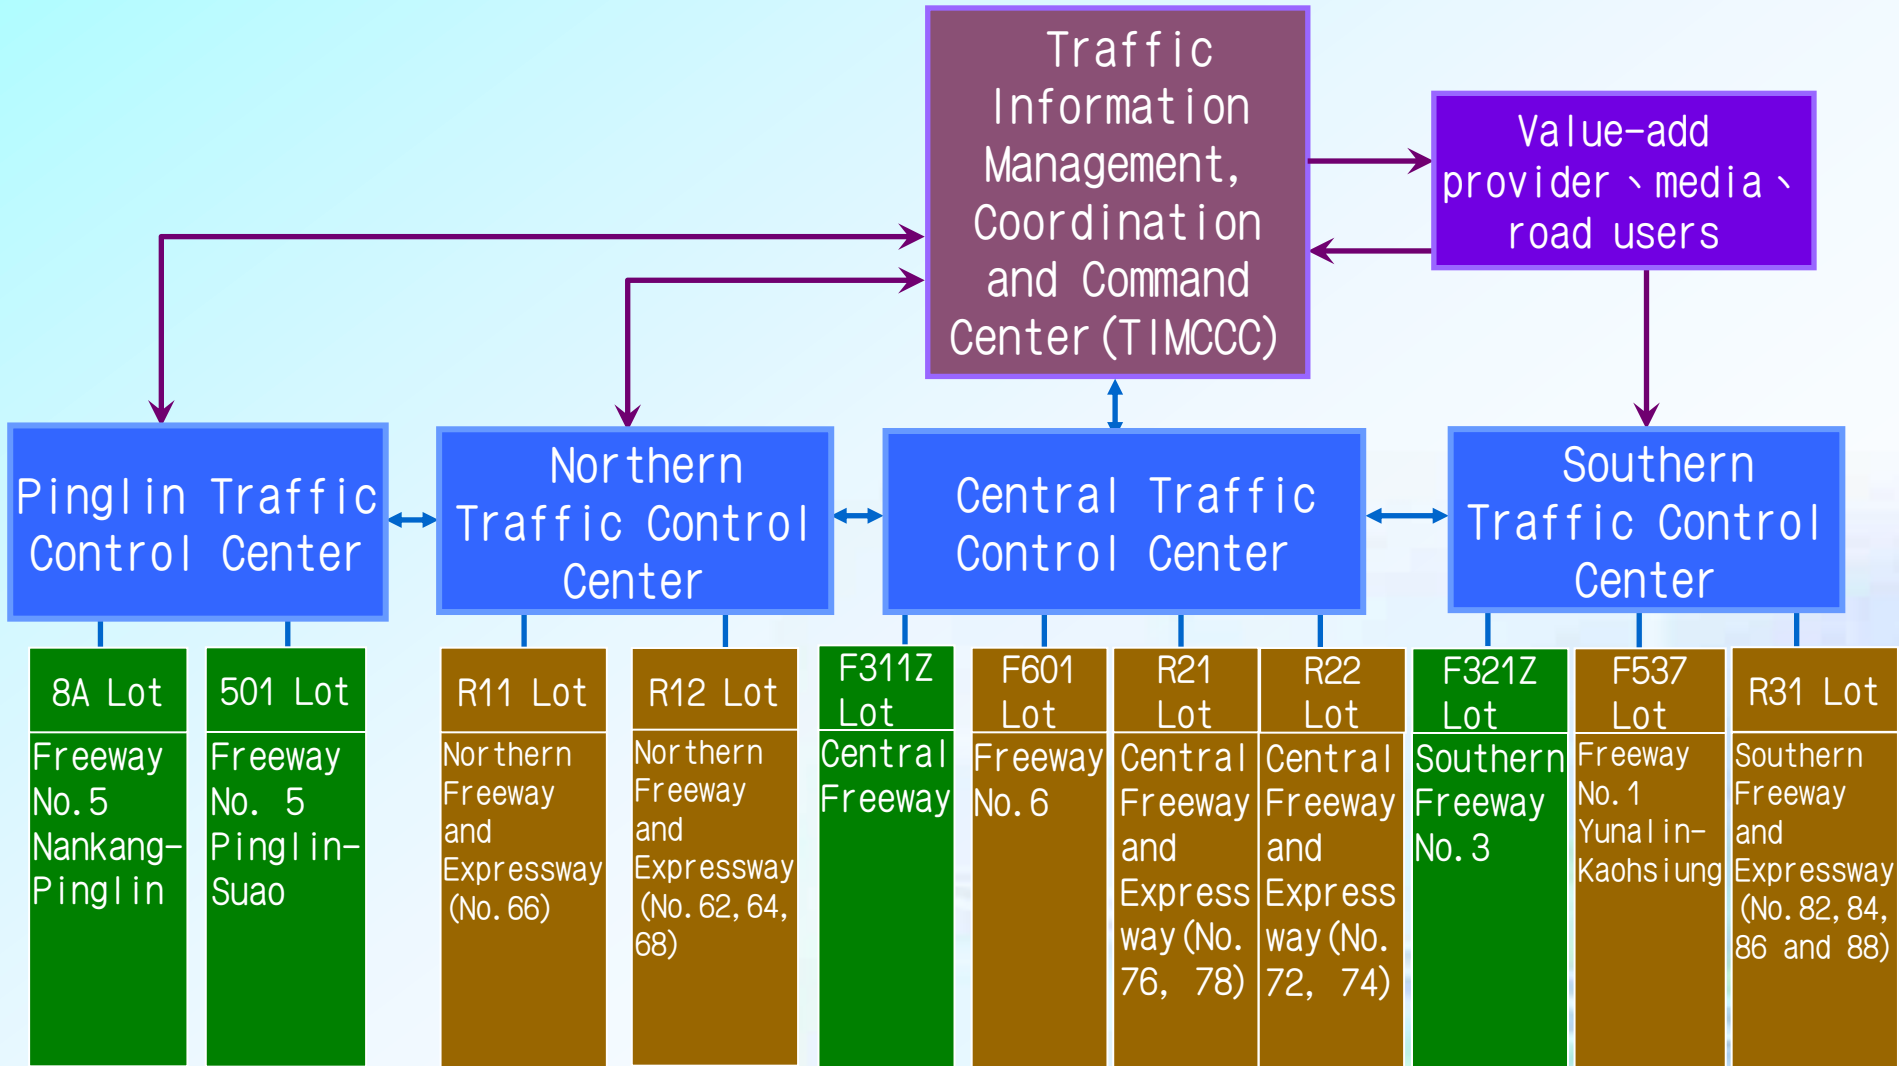 Traffic
Information
Management,
Coordination
and Command
Center(TIMCCC)
Value-add
provider、media、
road users
Pinglin Traffic
Control Center
Northern
Traffic Control
Center
Central Traffic
Control Center
Southern
Traffic Control
Center
8A Lot
Freeway
No.5
Nankang-
Pinglin
501 Lot
Freeway
No. 5
Pinglin-
Suao
R11 Lot
Northern
Freeway
and
Expressway
(No.66)
R12 Lot
Northern
Freeway
and
Expressway
(No.62,64,
68)
F311Z
Lot
Central
Freeway
F601
Lot
Freeway
No.6
R21
Lot
Central
Freeway
and
Express
way(No.
76, 78)
R22
Lot
Central
Freeway
and
Express
way(No.
72, 74)
F321Z
Lot
Southern
Freeway
No.3
F537
Lot
Freeway
No.1
Yunalin-
Kaohsiung
R31 Lot
Southern
Freeway
and
Expressway
(No.82,84,
86 and 88)